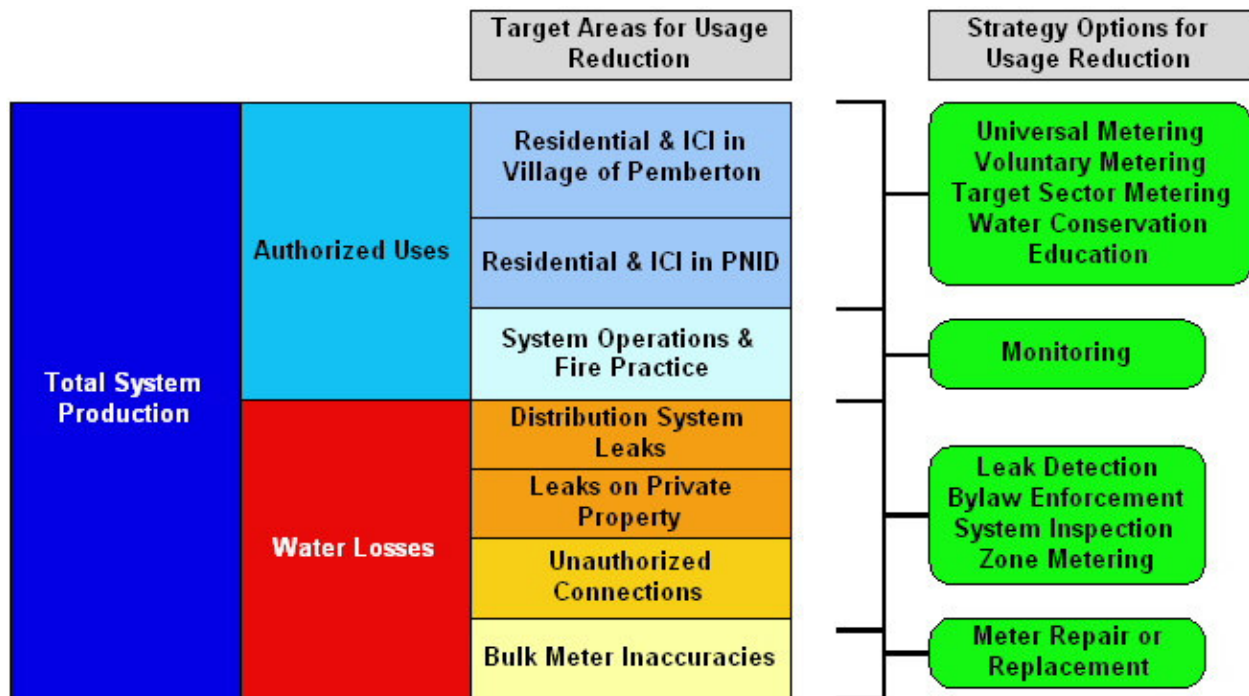 Target Areas for Usage
Reduction
Strategy Options for
Usage Reduction
Total System
Production
Authorized Uses
Water Losses
Residential & ICI in
Village of Pemberton
Residential & ICI in PNID
System Operations &
Fire Practice
Distribution System
Leaks
Leaks on Private
Property
Unauthorized
Connections
Bulk Meter Inaccuracies
Universal Metering
Voluntary Metering
Target Sector Metering
Water Conservation
Education
Monitoring
Leak Detection
Bylaw Enforcement
System Inspection
Zone Metering
Meter Repair or
Replacement